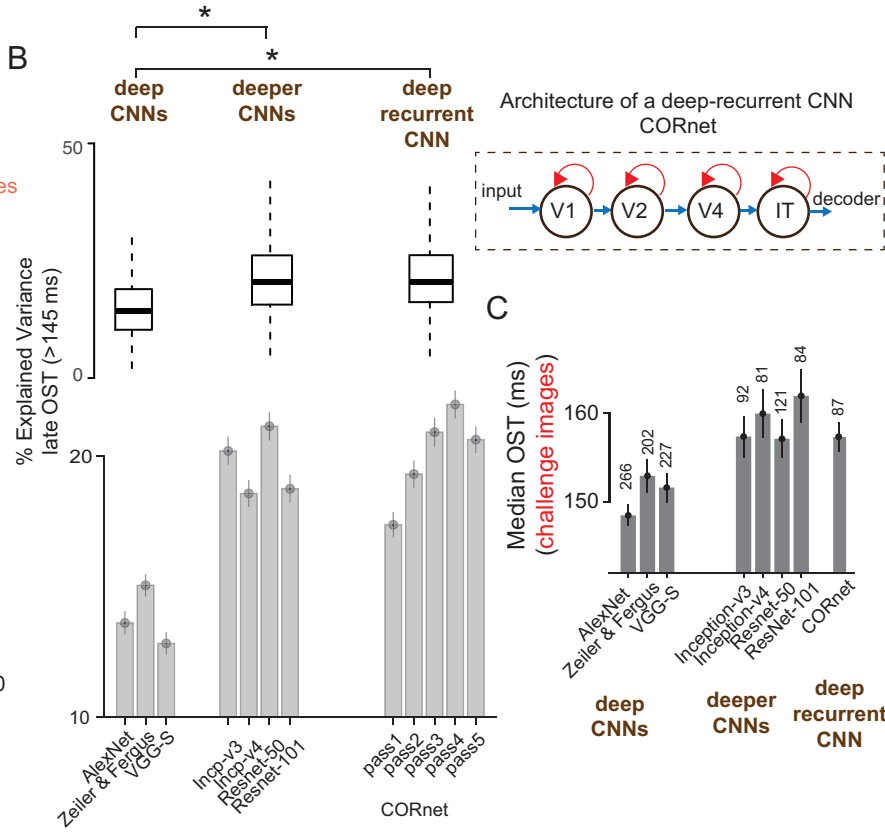 B
*
*
deep
CNNs
deeper
CNNs
deep
recurrent
CNN
es
50
0
% Explained Variance
late OST (>145 ms)
20
10
0
AlexNet
Zeiler & Fergus
VGG-S
Incp-v3
Incp-v4
Resnet-50
Resnet-101
pass1
pass2
pass3
pass4
pass5
CORnet
Architecture of a deep-recurrent CNN
CORnet
input
V1
V2
V4
IT
decoder
C
Median OST (ms)
(challenge images)
160
150
266
202
227
92
81
121
84
87
AlexNet
Zeiler & Fergus
VGG-S
Inception-v3
Inception-v4
Resnet-50
ResNet-101
CORnet
deep
CNNs
deeper
CNNs
deep
recurrent
CNN